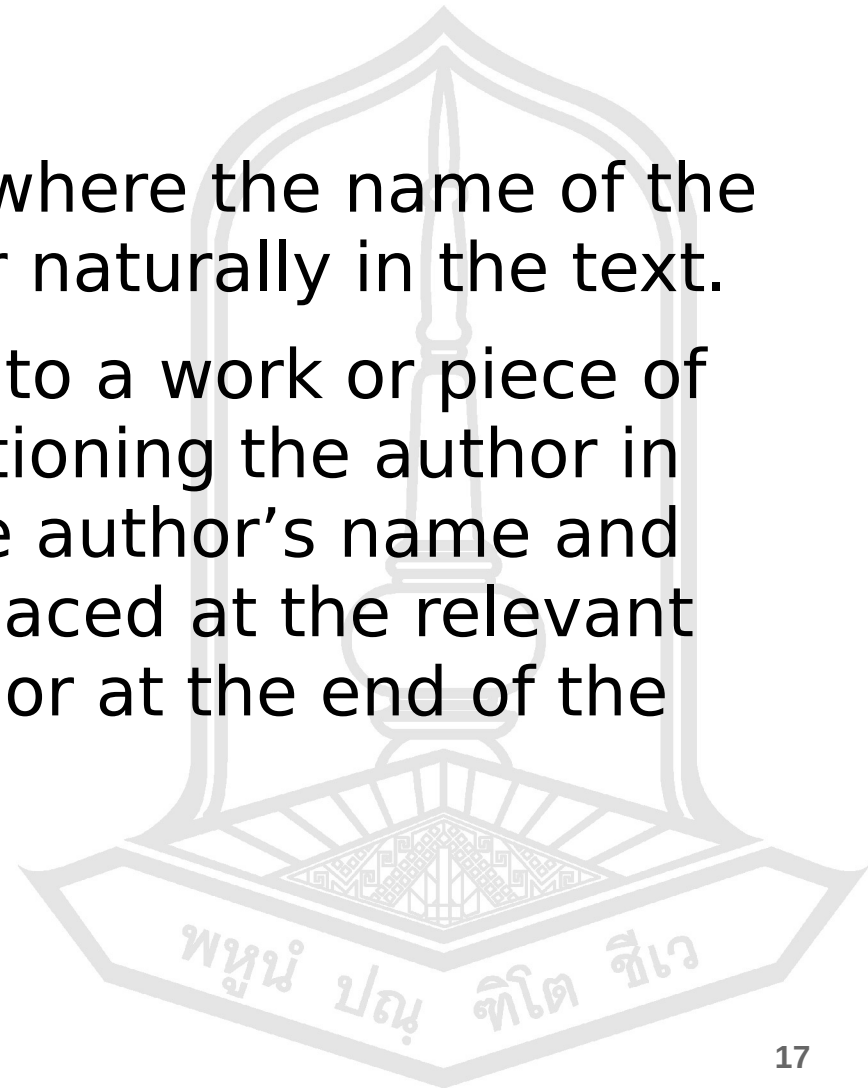 where the name of the
r naturally in the text.
to a work or piece of
tioning the author in
e author’s name and
laced at the relevant
or at the end of the
พหูนํ ปณฺฑิโต ชีเว
17